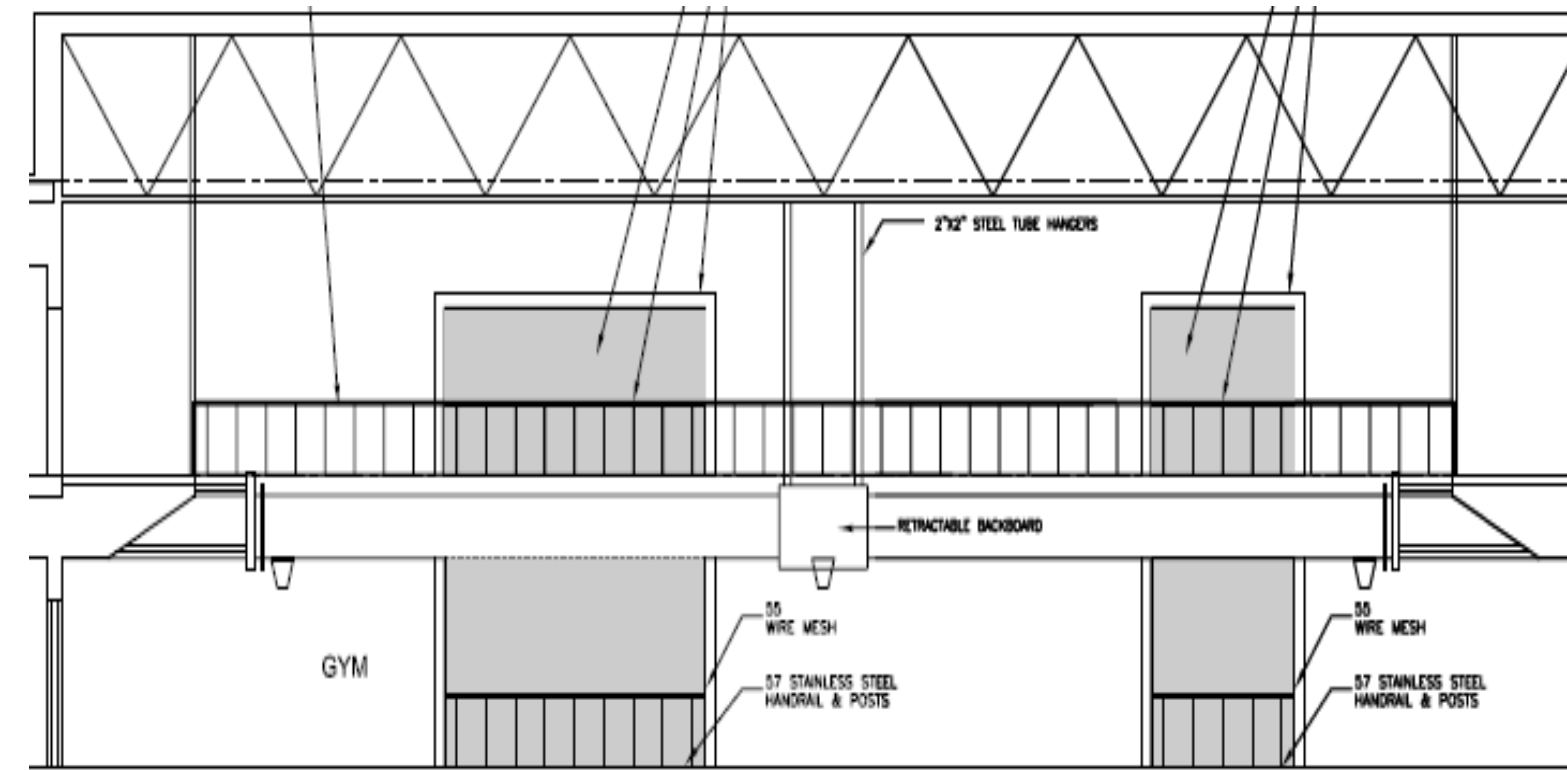 2"X2" STEEL TUBE HANGERS
RETRACTABLE BACKBOARD
55
WIRE MESH
55
WIRE MESH
GYM
57 STAINLESS STEEL
HANDRAIL & POSTS
57 STAINLESS STEEL
HANDRAIL & POSTS